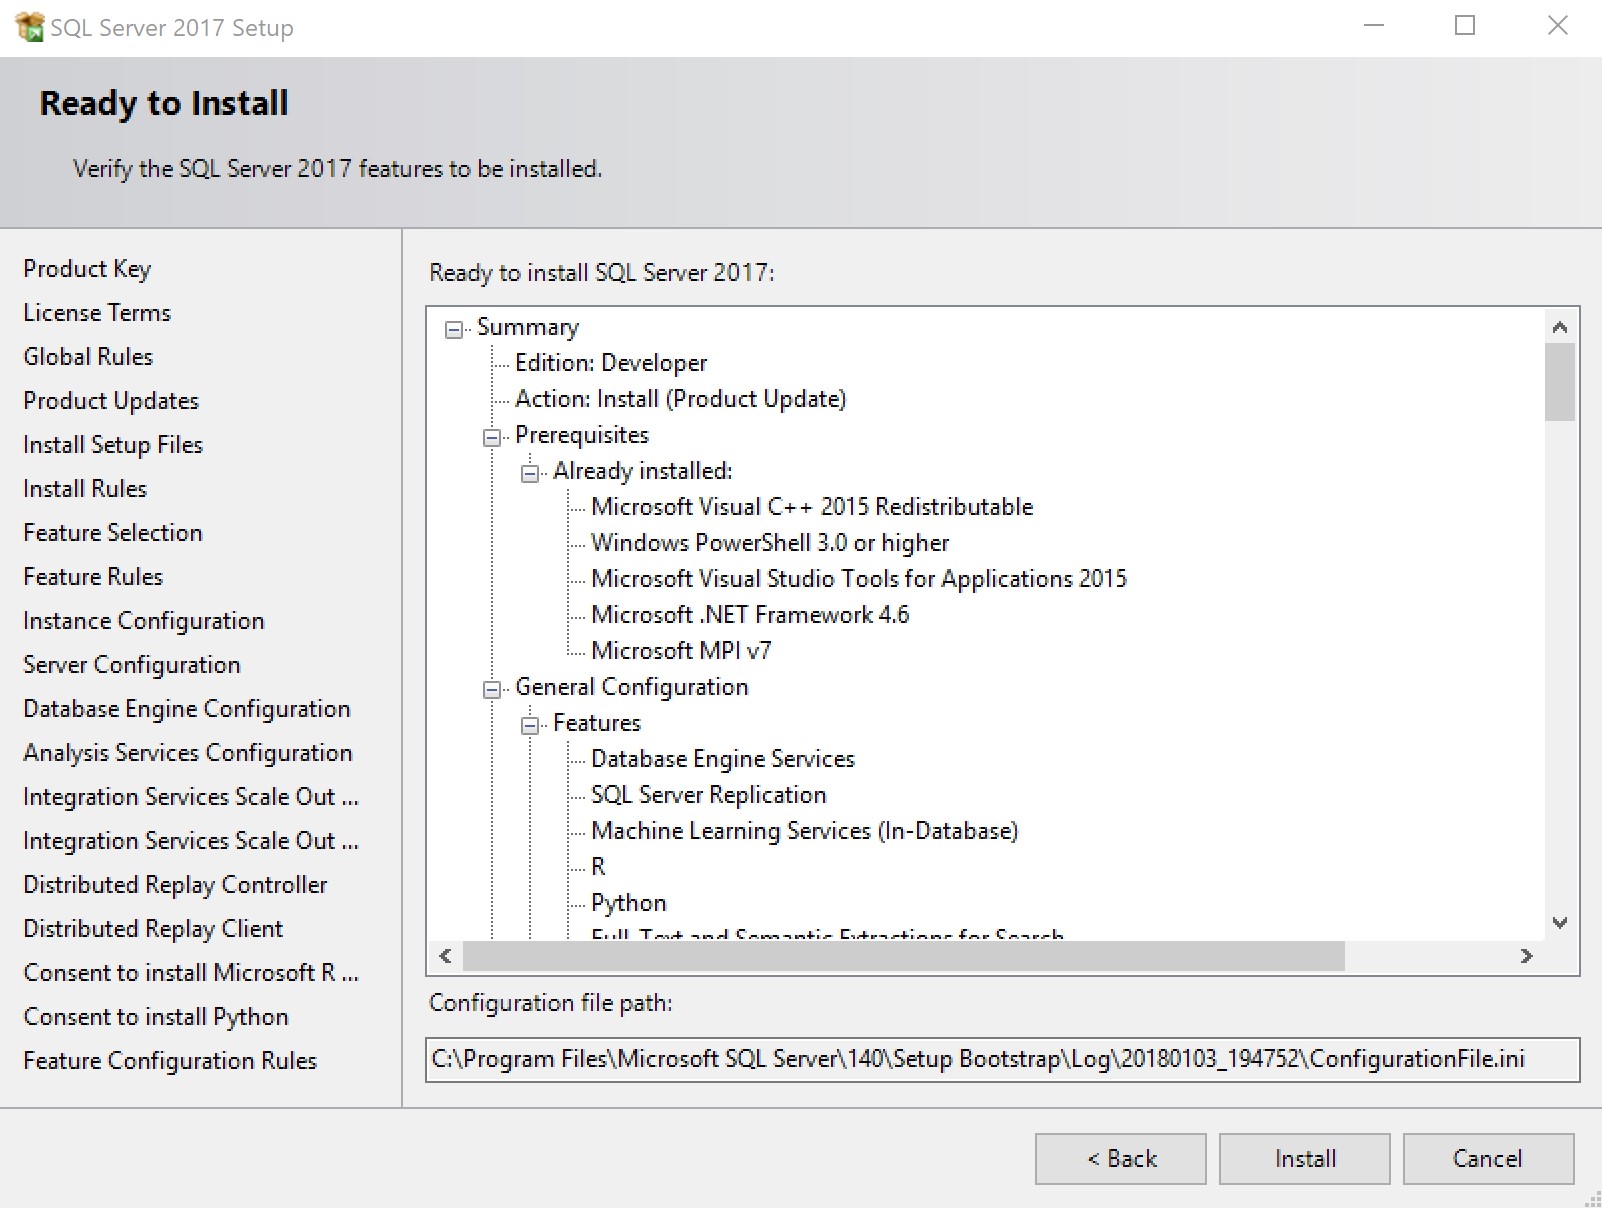 SQL Server 2017 Setup
Ready to Install
Verify the SQL Server 2017 features to be installed.
Product Key
License Terms
Global Rules
Product Updates
Install Setup Files
Install Rules
Feature Selection
Feature Rules
Instance Configuration
Server Configuration
Database Engine Configuration
Analysis Services Configuration
Integration Services Scale Out ...
Integration Services Scale Out ...
Distributed Replay Controller
Distributed Replay Client
Consent to install Microsoft R ...
Consent to install Python
Feature Configuration Rules
Ready to install SQL Server 2017:
Summary
Edition: Developer
Action: Install (Product Update)
Prerequisites
Already installed:
Microsoft Visual C++ 2015 Redistributable
Windows PowerShell 3.0 or higher
Microsoft Visual Studio Tools for Applications 2015
Microsoft .NET Framework 4.6
Microsoft MPI v7
General Configuration
Features
Database Engine Services
SQL Server Replication
Machine Learning Services (In-Database)
R
Python
Full-Text and Semantic Extractions for Search
Configuration file path:
C:\Program Files\Microsoft SQL Server\140\Setup Bootstrap\Log\20180103_194752\ConfigurationFile.ini
< Back
Install
Cancel